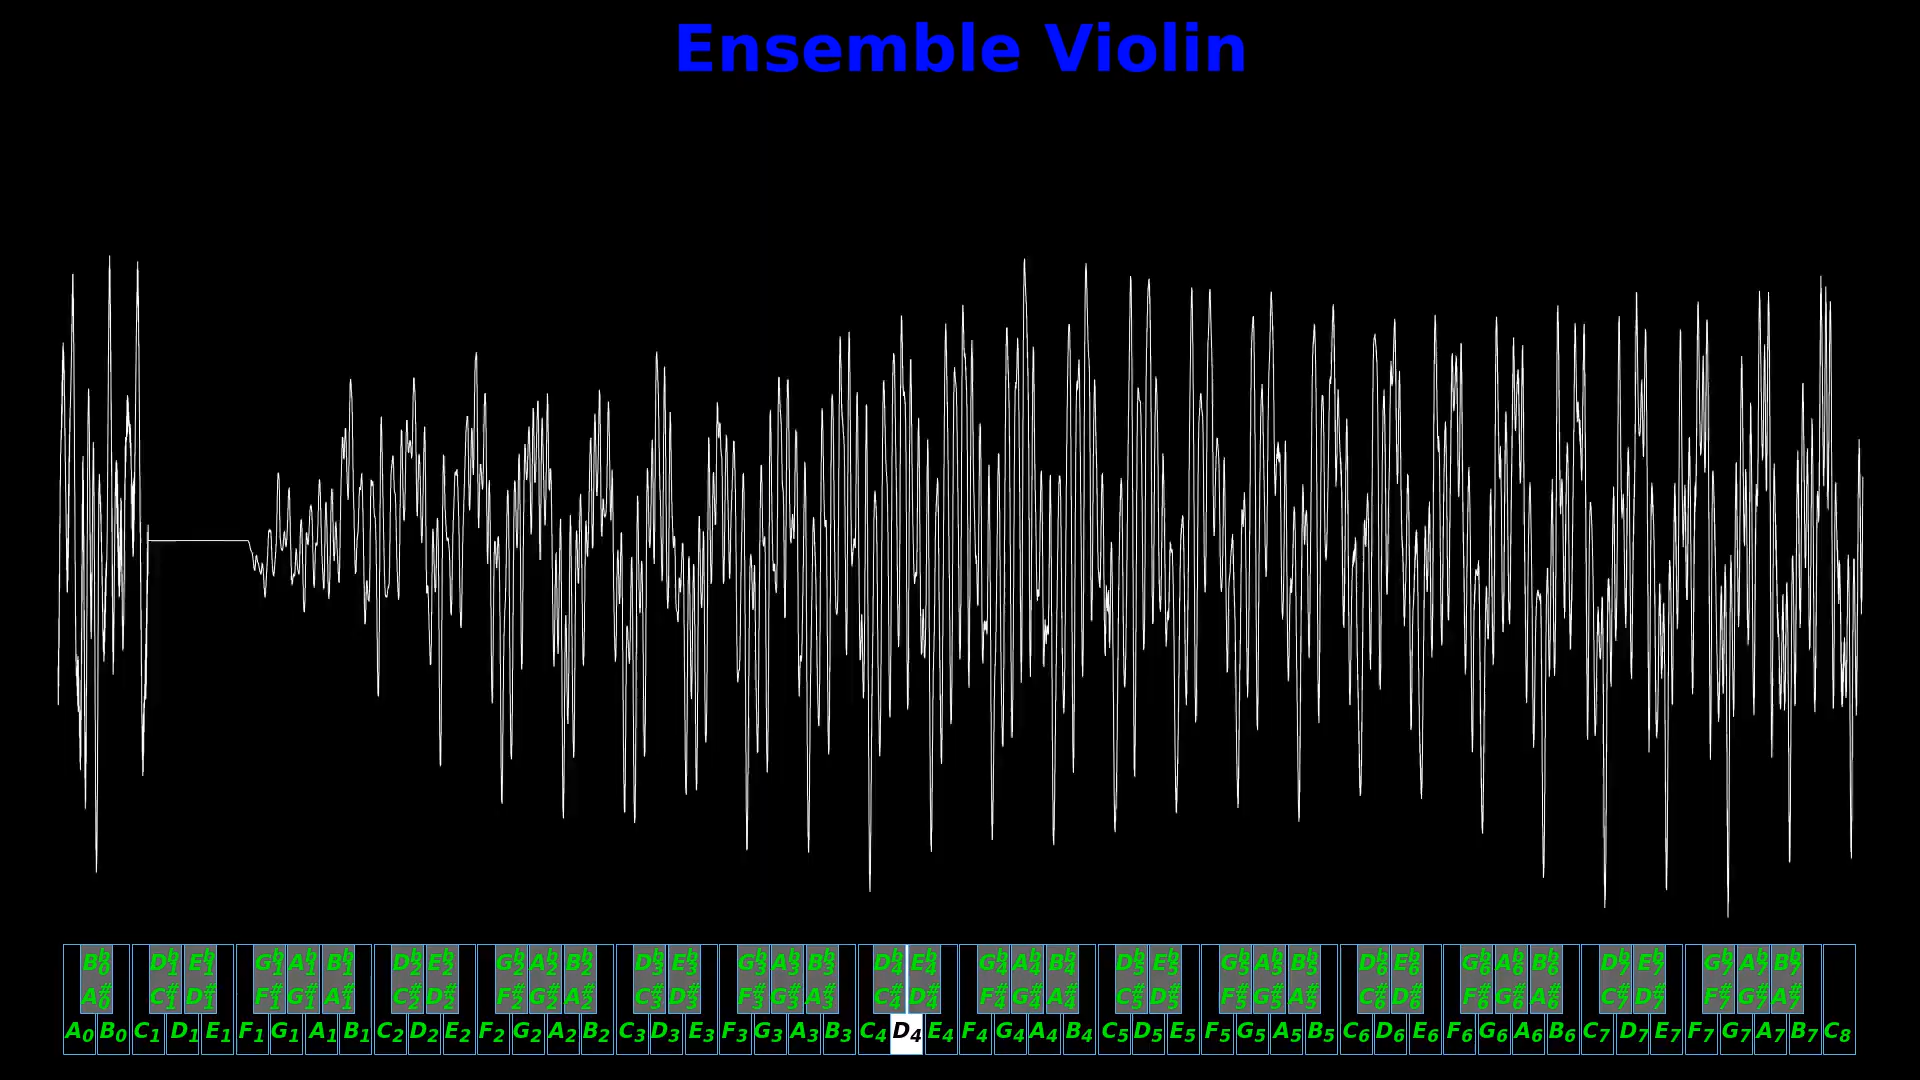 Ensemble Violin
B♭0 D♭1 E♭1 G♭1 A♭1 B♭1 D♭2 E♭2 G♭2 A♭2 B♭2 D♭3 E♭3 G♭3 A♭3 B♭3 D♭4 E♭4 G♭4 A♭4 B♭4 D♭5 E♭5 G♭5 A♭5 B♭5 D♭6 E♭6 G♭6 A♭6 B♭6 D♭7 E♭7 G♭7 A♭7 B♭7
A#0 C#1 D#1 F#1 G#1 A#1 C#2 D#2 F#2 G#2 A#2 C#3 D#3 F#3 G#3 A#3 C#4 D#4 F#4 G#4 A#4 C#5 D#5 F#5 G#5 A#5 C#6 D#6 F#6 G#6 A#6 C#7 D#7 F#7 G#7 A#7
A0 B0 C1 D1 E1 F1 G1 A1 B1 C2 D2 E2 F2 G2 A2 B2 C3 D3 E3 F3 G3 A3 B3 C4 D4 E4 F4 G4 A4 B4 C5 D5 E5 F5 G5 A5 B5 C6 D6 E6 F6 G6 A6 B6 C7 D7 E7 F7 G7 A7 B7 C8